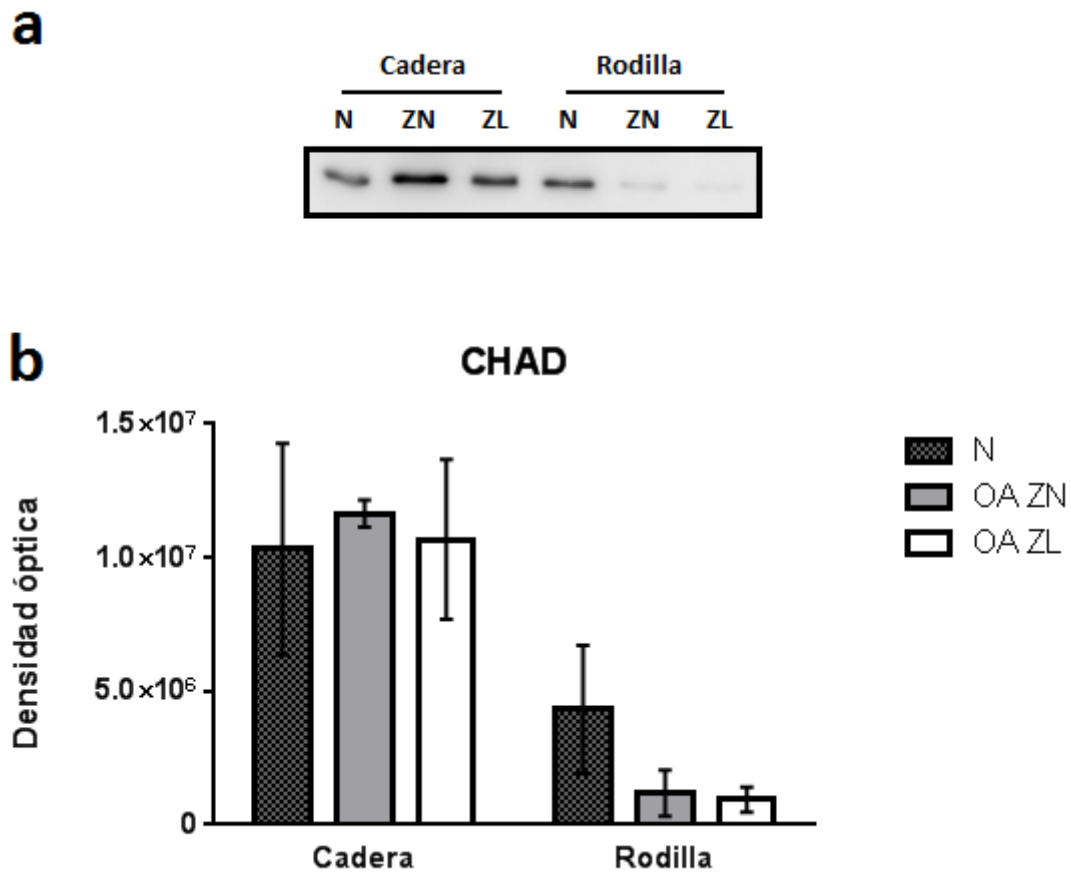 a
Cadera Rodilla
N ZN ZL N ZN ZL
b
CHAD
Densidad óptica
1.5×10⁷
1.0×10⁷
5.0×10⁶
0
Cadera Rodilla
N
OA ZN
OA ZL